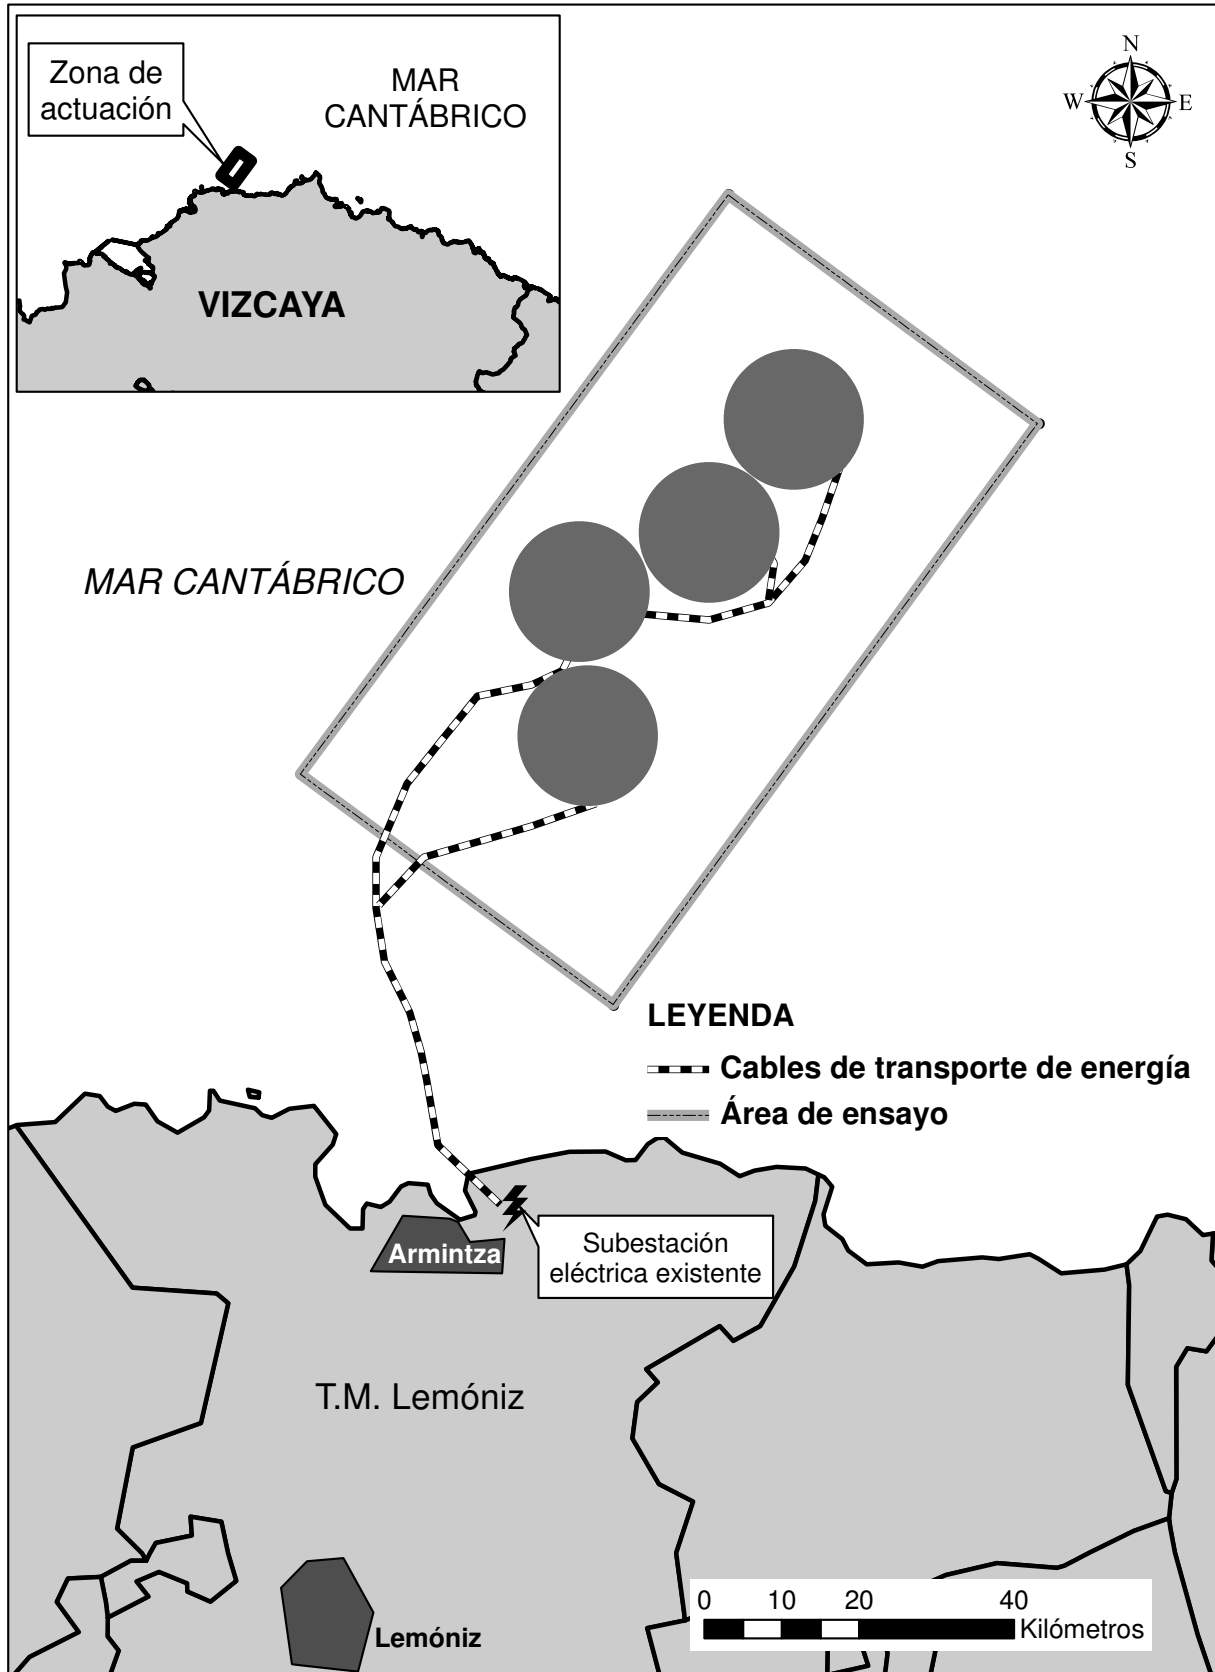 Zona de
actuación
MAR
CANTÁBRICO
VIZCAYA
N
W
E
S
MAR CANTÁBRICO
LEYENDA
Cables de transporte de energía
Área de ensayo
Armintza
Subestación
eléctrica existente
T.M. Lemóniz
Lemóniz
0 10 20 40
Kilómetros